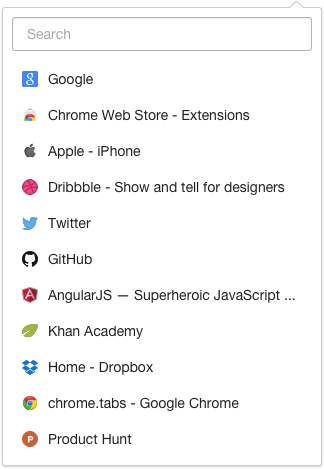 Search
Google
Chrome Web Store - Extensions
Apple - iPhone
Dribbble - Show and tell for designers
Twitter
GitHub
AngularJS — Superheroic JavaScript ...
Khan Academy
Home - Dropbox
chrome.tabs - Google Chrome
Product Hunt